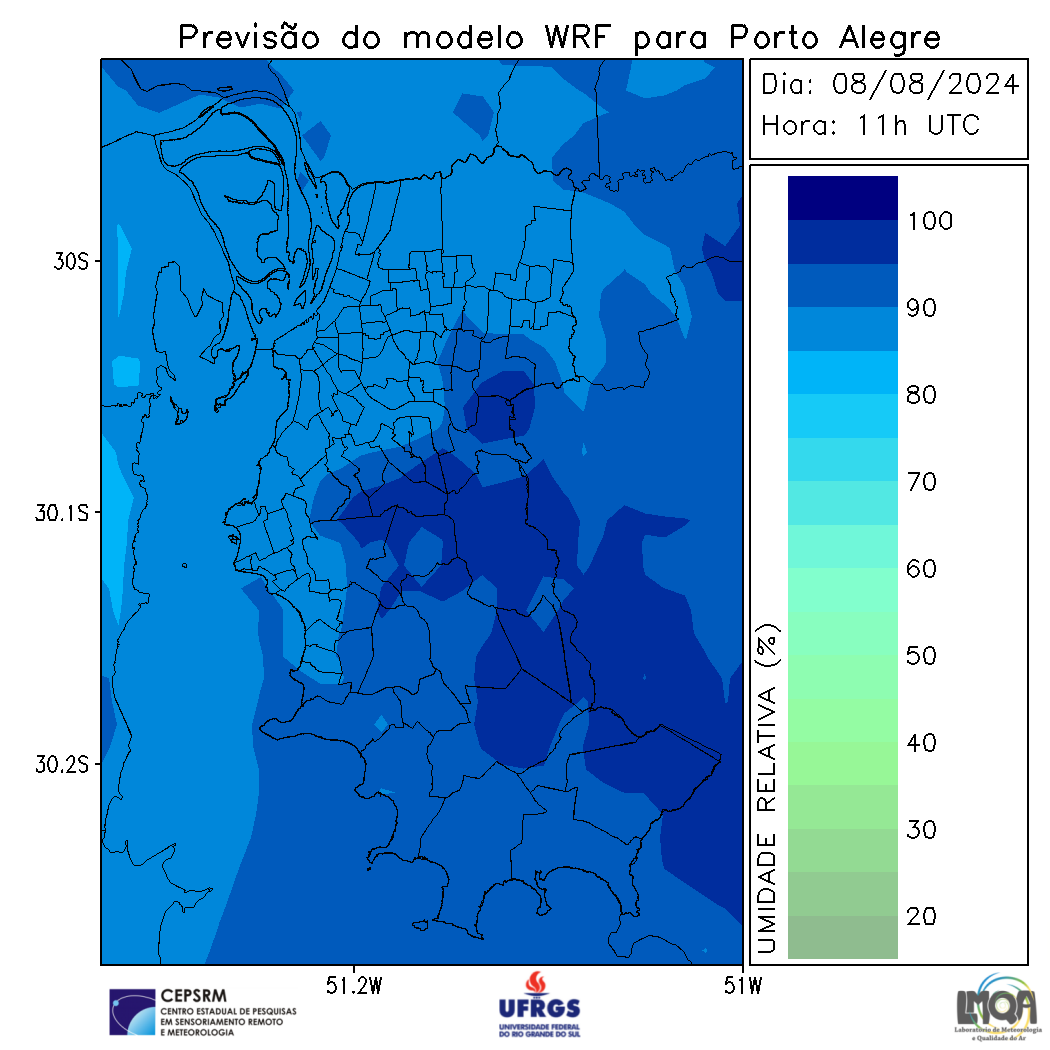 Previsão do modelo WRF para Porto Alegre
Dia: 08/08/2024
Hora: 11h UTC
100
90
80
70
60
50
40
30
20
UMIDADE RELATIVA (%)
30S
30.1S
30.2S
51.2W
51W
CEPSRM
CENTRO ESTADUAL DE PESQUISAS
EM SENSORIAMENTO REMOTO
E METEOROLOGIA
UFRGS
UNIVERSIDADE FEDERAL
DO RIO GRANDE DO SUL
LMQA
Laboratório de Meteorologia
e Qualidade do Ar